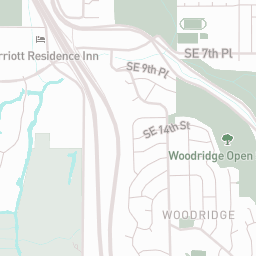 SE 7th Pl
rriott Residence Inn
SE 9th Pl
SE 14th St
Woodridge Open
WOODRIDGE